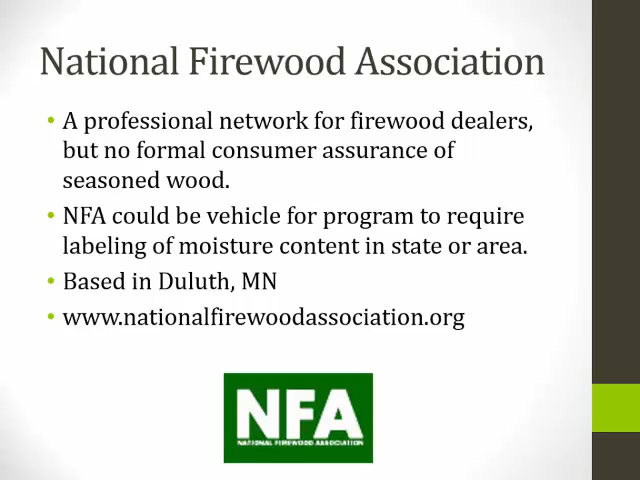 National Firewood Association
• A professional network for firewood dealers,
but no formal consumer assurance of
seasoned wood.
• NFA could be vehicle for program to require
labeling of moisture content in state or area.
• Based in Duluth, MN
• www.nationalfirewoodassociation.org
NFA
NATIONAL FIREWOOD ASSOCIATION